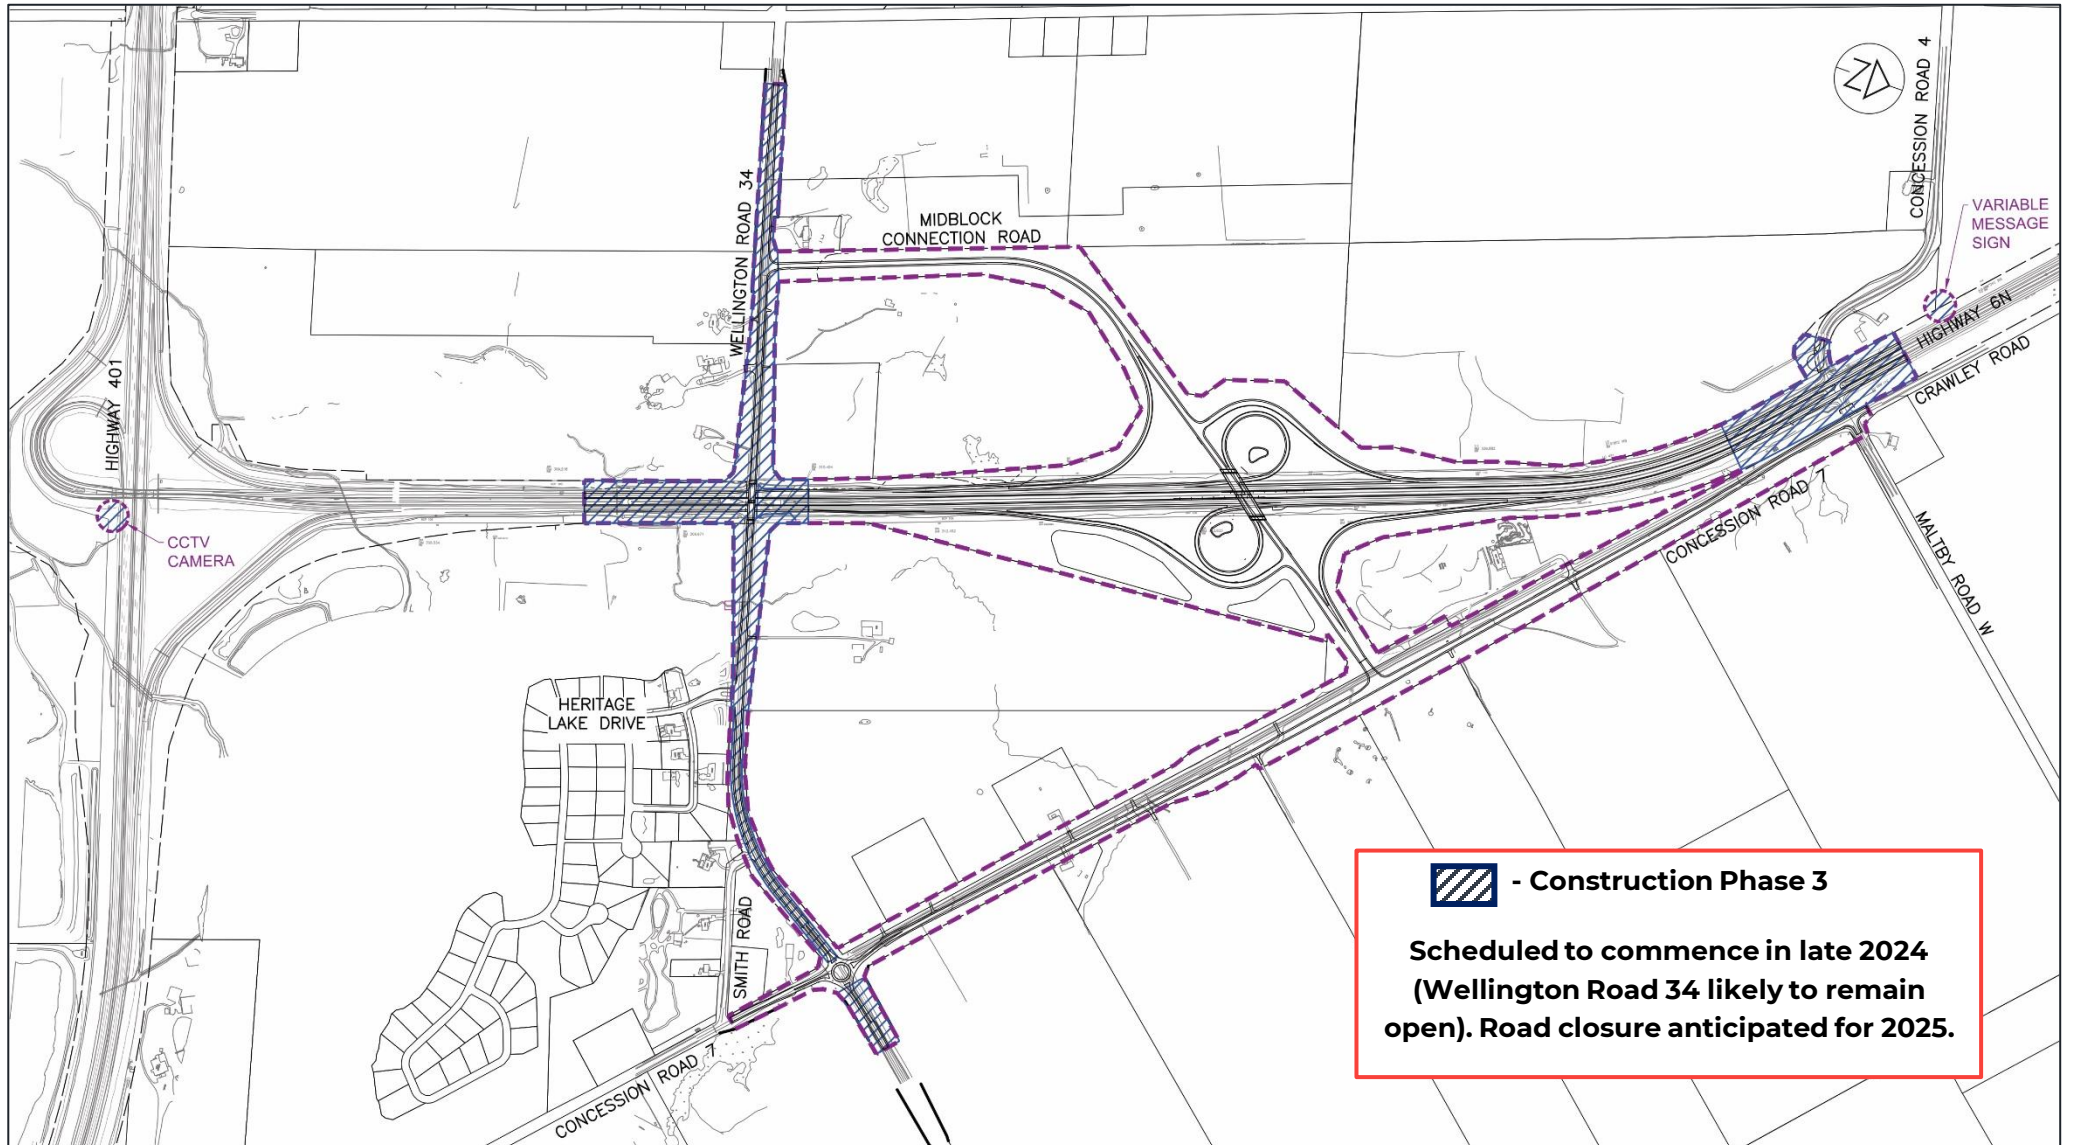 CONCESSION ROAD 4
VARIABLE
MESSAGE
SIGN
WELLINGTON ROAD 34
MIDBLOCK
CONNECTION ROAD
HIGHWAY 6N
CRAWLEY ROAD
HIGHWAY 401
CCTV
CAMERA
CONCESSION ROAD 7
MALTBY ROAD W
HERITAGE
LAKE DRIVE
SMITH ROAD
CONCESSION ROAD 7
- Construction Phase 3
Scheduled to commence in late 2024
(Wellington Road 34 likely to remain
open). Road closure anticipated for 2025.